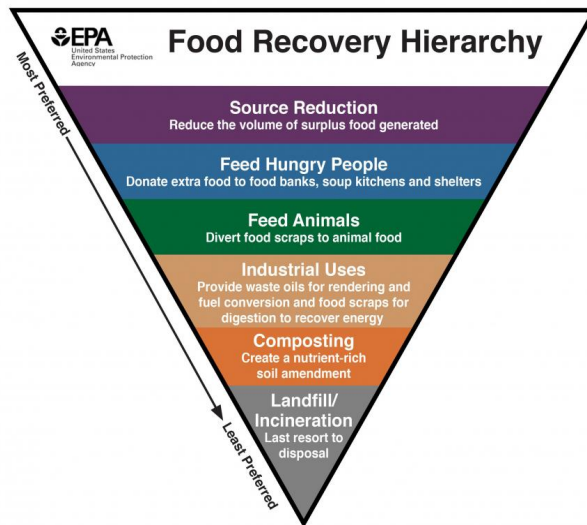 EPA
United States
Environmental Protection
Agency
Food Recovery Hierarchy
Most Preferred
Source Reduction
Reduce the volume of surplus food generated
Feed Hungry People
Donate extra food to food banks, soup kitchens and shelters
Feed Animals
Divert food scraps to animal food
Industrial Uses
Provide waste oils for rendering and
fuel conversion and food scraps for
digestion to recover energy
Composting
Create a nutrient-rich
soil amendment
Landfill/
Incineration
Last resort to
disposal
Least Preferred